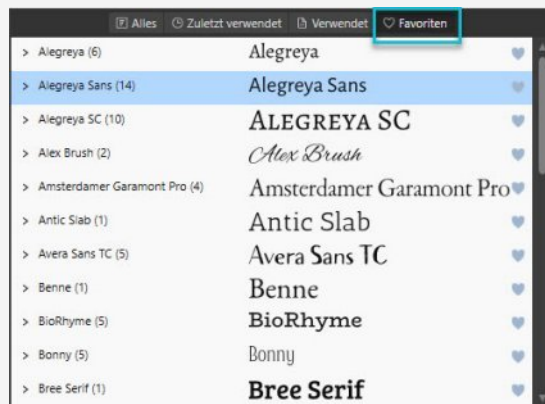 Alles Zuletzt verwendet Verwendet Favoriten
> Alegreya (6) Alegreya
> Alegreya Sans (14) Alegreya Sans
> Alegreya SC (10) ALEGREYA SC
> Alex Brush (2) Alex Brush
> Amsterdamer Garamont Pro (4) Amsterdamer Garamont Pro
> Antic Slab (1) Antic Slab
> Avera Sans TC (5) Avera Sans TC
> Benne (1) Benne
> BioRhyme (5) BioRhyme
> Bonny (5) Bonny
> Bree Serif (1) Bree Serif